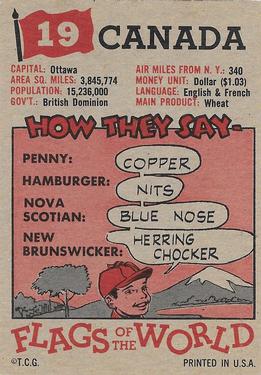 19 CANADA
CAPITAL: Ottawa
AREA SQ. MILES: 3,845,774
POPULATION: 15,236,000
GOV'T.: British Dominion
AIR MILES FROM N. Y.: 340
MONEY UNIT: Dollar ($1.03)
LANGUAGE: English & French
MAIN PRODUCT: Wheat
HOW THEY SAY-
PENNY: COPPER
HAMBURGER: NITS
NOVA SCOTIAN: BLUE NOSE
NEW BRUNSWICKER: HERRING CHOCKER
FLAGS OF THE WORLD
©T.C.G. PRINTED IN U.S.A.